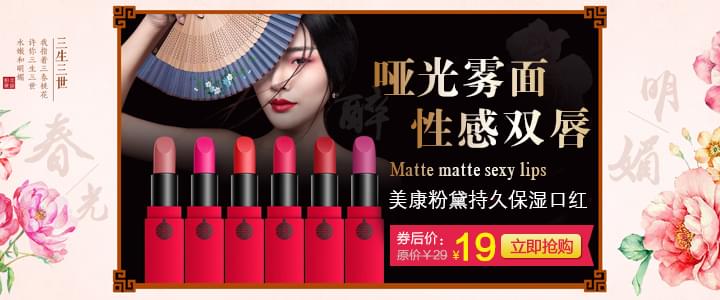 三生三世
我指着三春桃花
许你三生三世
水嫩和明媚
春光
醉
哑光雾面
性感双唇
Matte matte sexy lips
美康粉黛持久保湿口红
券后价：
原价￥29
￥19
立即抢购
明媚